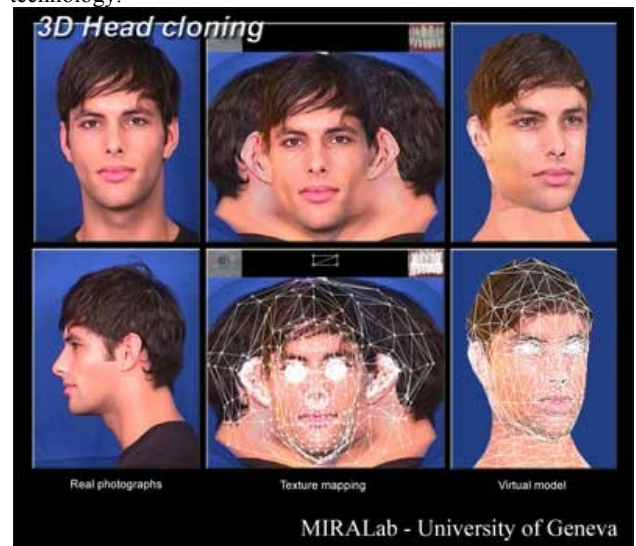 technology.
3D Head cloning
Real photographs
Texture mapping
Virtual model
MIRALab - University of Geneva